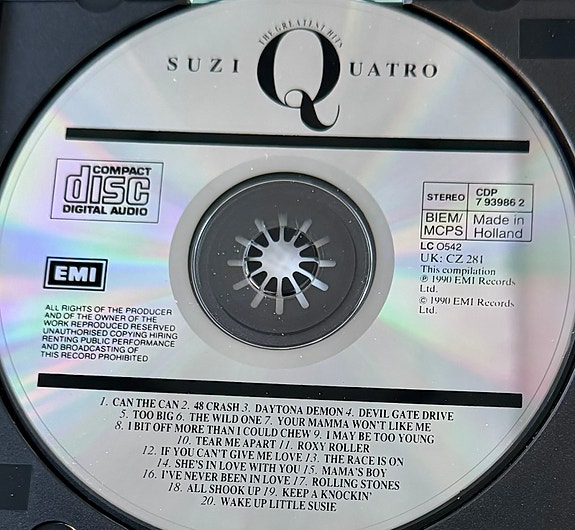 THE GREATEST HITS
SUZI QUATRO
COMPACT
disc
DIGITAL AUDIO
STEREO
CDP
7 93986 2
BIEM/
MCPS
Made in
Holland
LC 0542
UK: CZ 281
This compilation
℗ 1990 EMI Records
Ltd.
© 1990 EMI Records
Ltd.
EMI
ALL RIGHTS OF THE PRODUCER
AND OF THE OWNER OF THE
WORK REPRODUCED RESERVED
UNAUTHORISED COPYING HIRING
RENTING PUBLIC PERFORMANCE
AND BROADCASTING OF
THIS RECORD PROHIBITED
1. CAN THE CAN 2. 48 CRASH 3. DAYTONA DEMON 4. DEVIL GATE DRIVE
5. TOO BIG 6. THE WILD ONE 7. YOUR MAMMA WON'T LIKE ME
8. I BIT OFF MORE THAN I COULD CHEW 9. I MAY BE TOO YOUNG
10. TEAR ME APART 11. ROXY ROLLER
12. IF YOU CAN'T GIVE ME LOVE 13. THE RACE IS ON
14. SHE'S IN LOVE WITH YOU 15. MAMA'S BOY
16. I'VE NEVER BEEN IN LOVE 17. ROLLING STONES
18. ALL SHOOK UP 19. KEEP A KNOCKIN'
20. WAKE UP LITTLE SUSIE